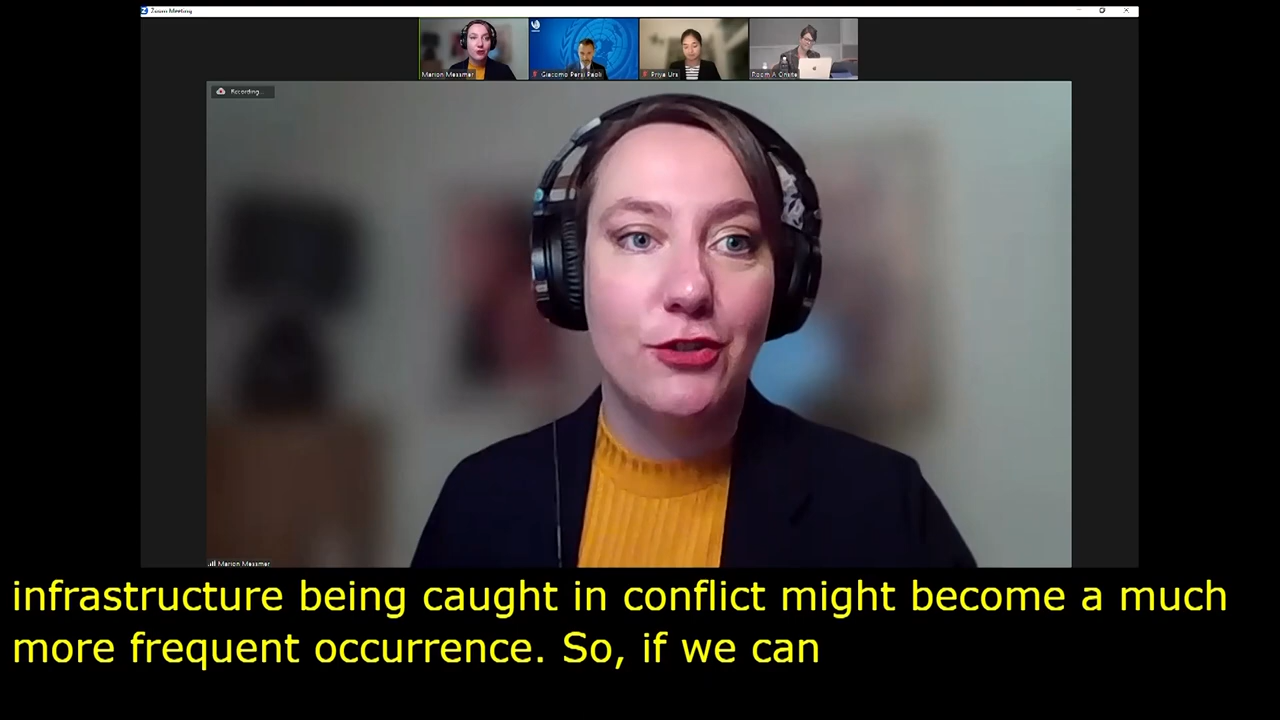 Zoom Meeting
Marion Messmer
Giacomo Persi Paoli
Priya Urs
Room A Onsite
Recording...
Marion Messmer
infrastructure being caught in conflict might become a much
more frequent occurrence. So, if we can